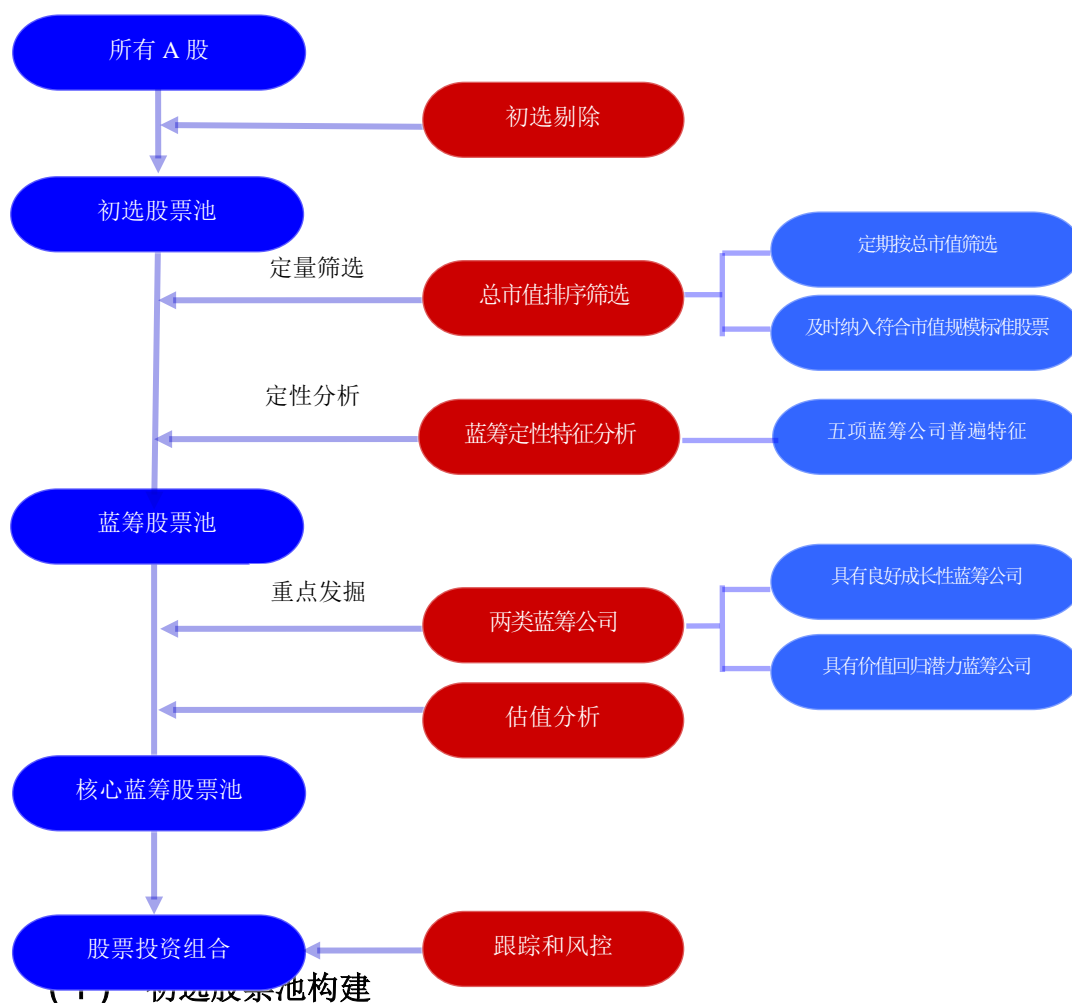 所有 A 股
初选剔除
初选股票池
定量筛选
总市值排序筛选
定期按总市值筛选
及时纳入符合市值规模标准股票
定性分析
蓝筹定性特征分析
五项蓝筹公司普遍特征
蓝筹股票池
重点发掘
两类蓝筹公司
具有良好成长性蓝筹公司
具有价值回归潜力蓝筹公司
估值分析
核心蓝筹股票池
股票投资组合
跟踪和风控
（1） 初选股票池构建